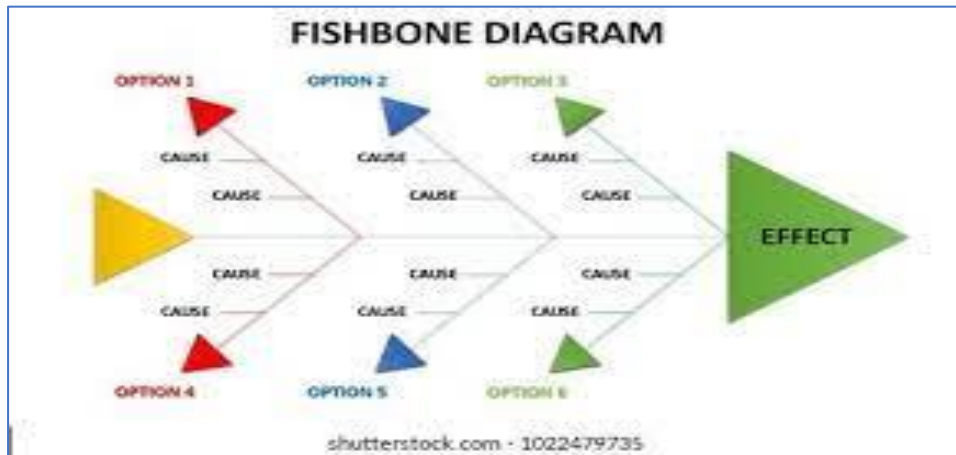 FISHBONE DIAGRAM
OPTION 1 OPTION 2 OPTION 3
CAUSE CAUSE CAUSE
CAUSE CAUSE CAUSE
EFFECT
CAUSE CAUSE CAUSE
CAUSE CAUSE CAUSE
OPTION 4 OPTION 5 OPTION 6
shutterstock.com · 1022479735